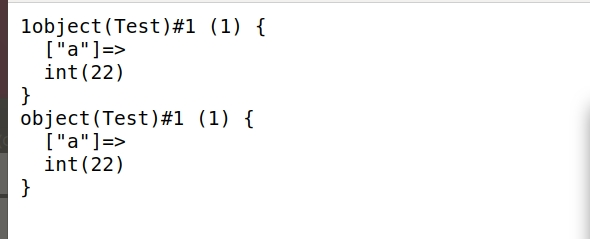 1object(Test)#1 (1) {
  ["a"]=>
  int(22)
}
object(Test)#1 (1) {
  ["a"]=>
  int(22)
}